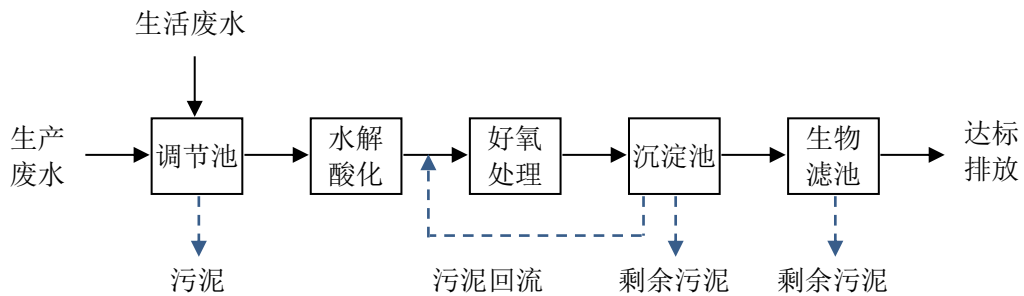 生活废水
生产
废水
调节池
水解
酸化
好氧
处理
沉淀池
生物
滤池
达标
排放
污泥
污泥回流
剩余污泥
剩余污泥